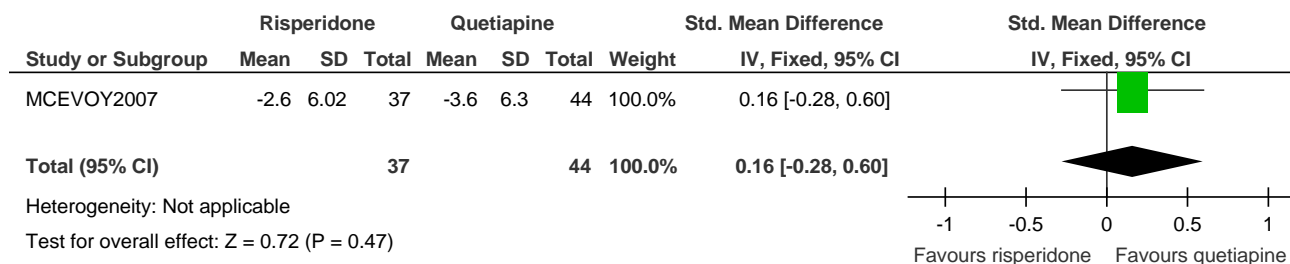 Risperidone Quetiapine Std. Mean Difference Std. Mean Difference
Study or Subgroup Mean SD Total Mean SD Total Weight IV, Fixed, 95% CI IV, Fixed, 95% CI
MCEVOY2007 -2.6 6.02 37 -3.6 6.3 44 100.0% 0.16 [-0.28, 0.60]
Total (95% CI) 37 44 100.0% 0.16 [-0.28, 0.60]
Heterogeneity: Not applicable
Test for overall effect: Z = 0.72 (P = 0.47)
-1 -0.5 0 0.5 1
Favours risperidone Favours quetiapine